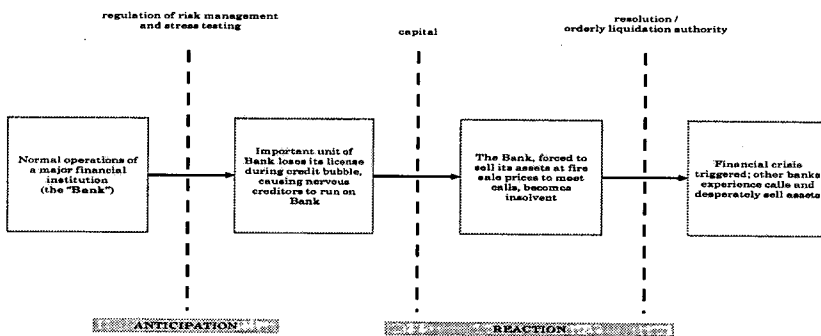 regulation of risk management
and stress testing
capital
resolution /
orderly liquidation authority
Normal operations of
a major financial
institution
(the "Bank")
Important unit of
Bank loses its license
during credit bubble,
causing nervous
creditors to run on
Bank
The Bank, forced to
sell its assets at fire
sale prices to meet
calls, becomes
insolvent
Financial crisis
triggered; other banks
experience calls and
desperately sell assets
ANTICIPATION
REACTION